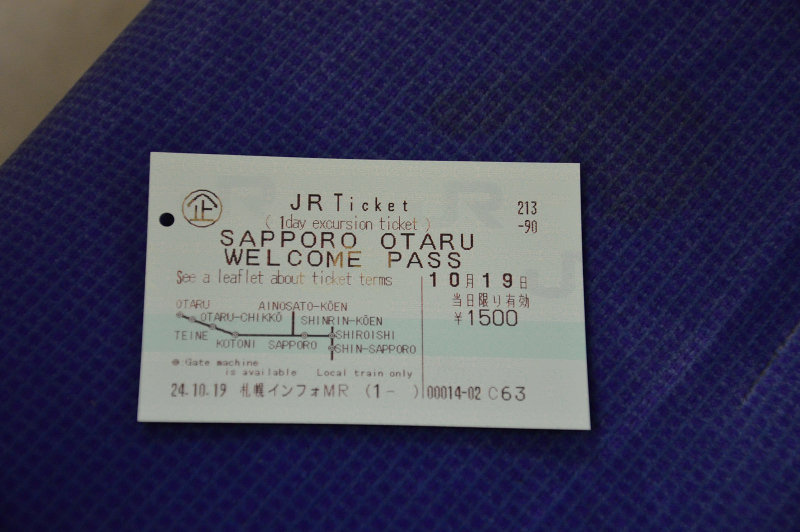 企 JR Ticket 213
( 1day excursion ticket ) -90
SAPPORO OTARU
WELCOME PASS
See a leaflet about ticket terms
10月19日
当日限り有効
¥1500
OTARU AINOSATO-KŌEN
OTARU-CHIKKŌ SHINRIN-KŌEN
TEINE KOTONI SAPPORO SHIROISHI
SHIN-SAPPORO
Gate machine
is available Local train only
24.10.19 札幌インフォMR (1- ) 00014-02 C63